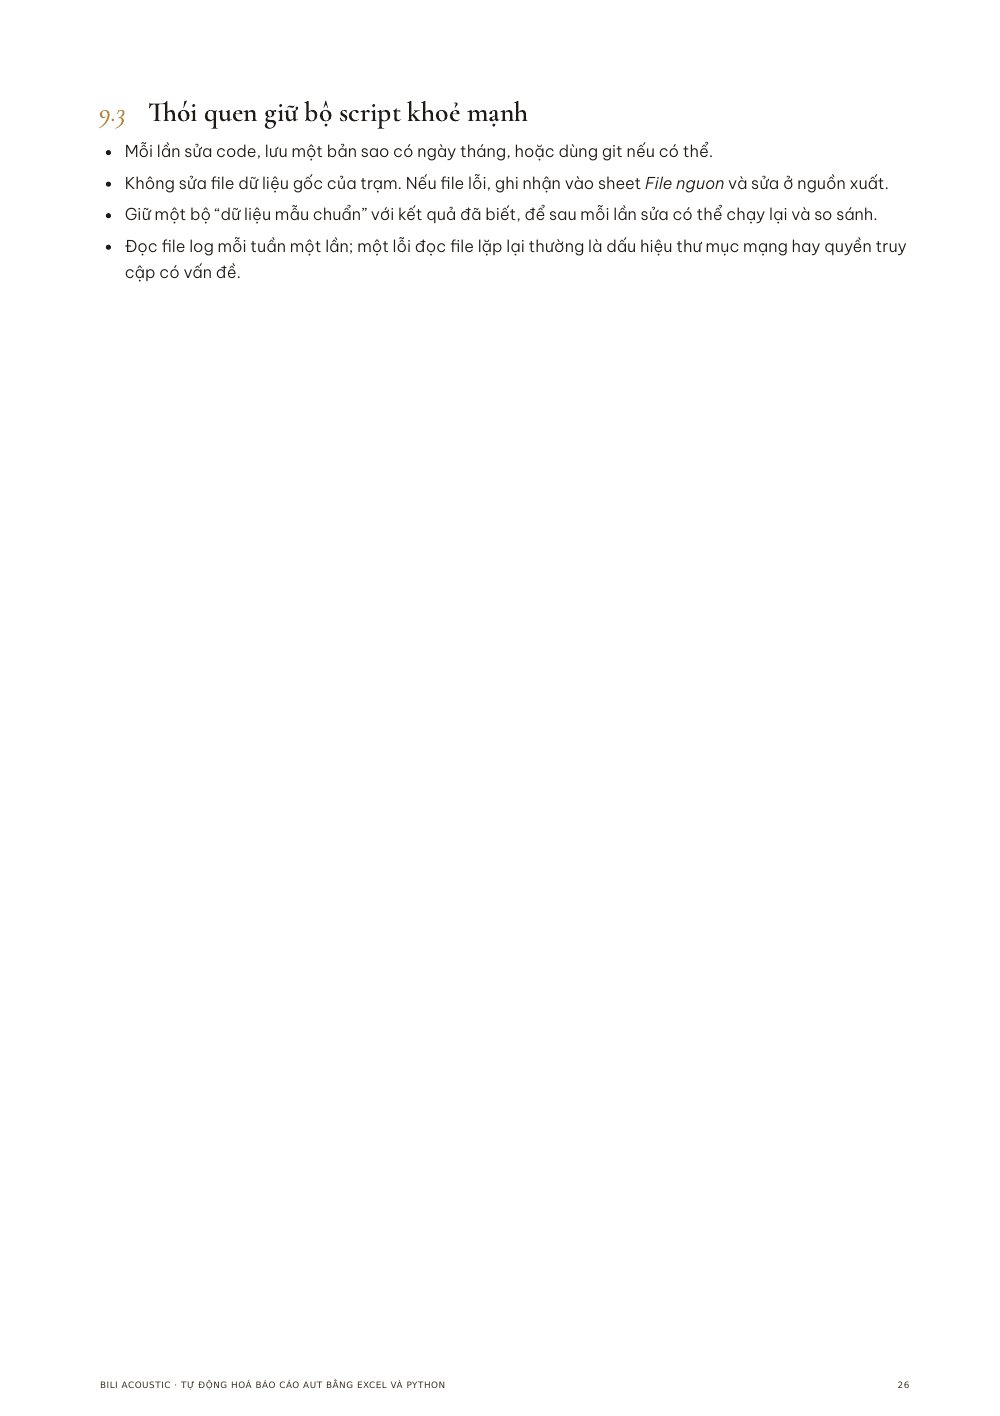 9.3 Thói quen giữ bộ script khoẻ mạnh
• Mỗi lần sửa code, lưu một bản sao có ngày tháng, hoặc dùng git nếu có thể.
• Không sửa file dữ liệu gốc của trạm. Nếu file lỗi, ghi nhận vào sheet File nguon và sửa ở nguồn xuất.
• Giữ một bộ “dữ liệu mẫu chuẩn” với kết quả đã biết, để sau mỗi lần sửa có thể chạy lại và so sánh.
• Đọc file log mỗi tuần một lần; một lỗi đọc file lặp lại thường là dấu hiệu thư mục mạng hay quyền truy
cập có vấn đề.
BILI ACOUSTIC · TỰ ĐỘNG HOÁ BÁO CÁO AUT BẰNG EXCEL VÀ PYTHON 26